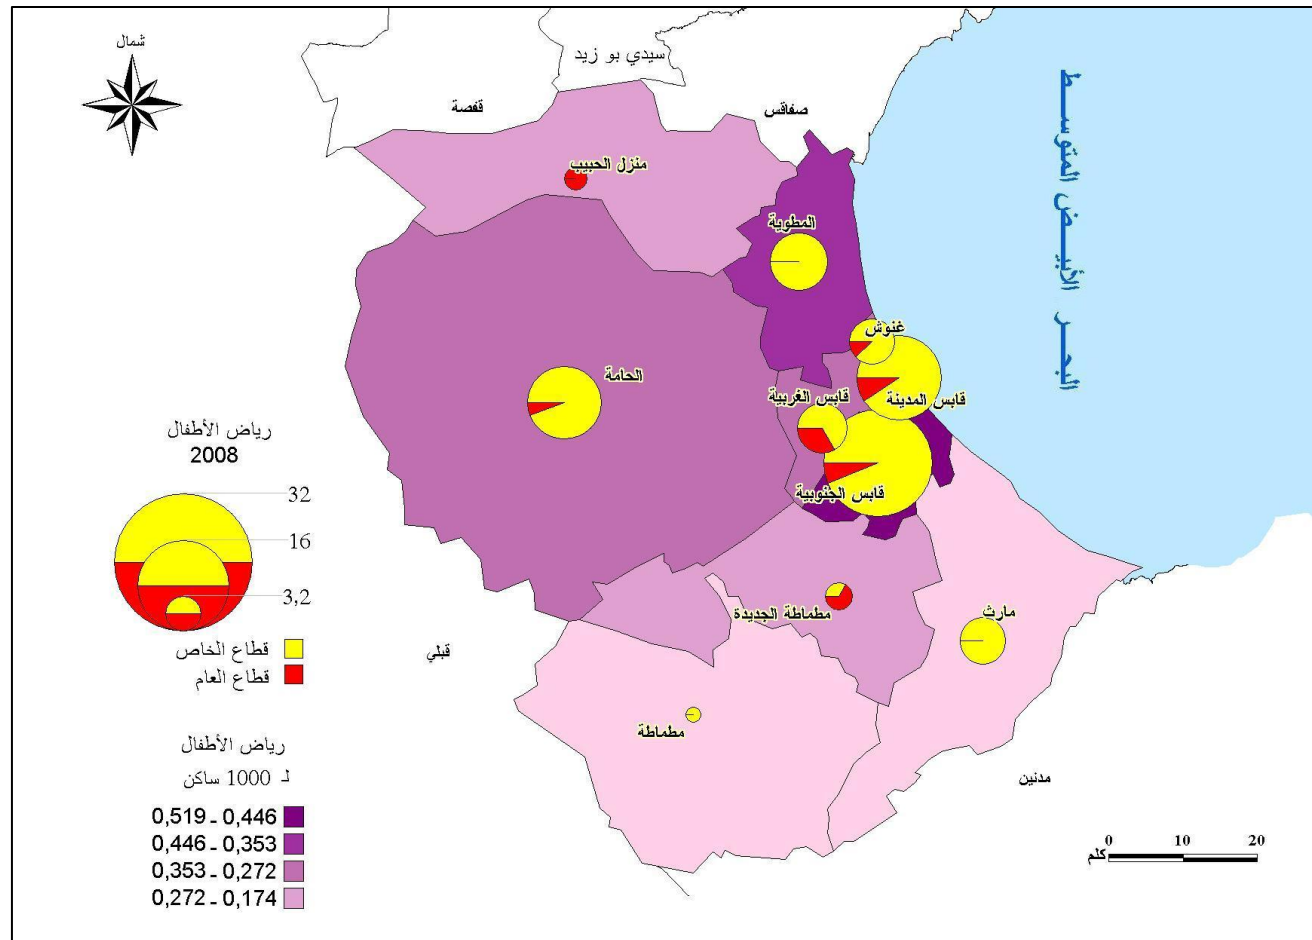 شمال
سيدي بو زيد
قفصة
صفاقس
البحر الأبيض المتوسط
منزل الحبيب
المطوية
غنوش
الحامة
قابس الغربية
قابس المدينة
قابس الجنوبية
مطماطة الجديدة
مارث
قبلي
مطماطة
مدنين
رياض الأطفال
2008
32
16
3,2
قطاع الخاص
قطاع العام
رياض الأطفال
لـ 1000 ساكن
0,519 - 0,446
0,446 - 0,353
0,353 - 0,272
0,272 - 0,174
0 10 20
كلم